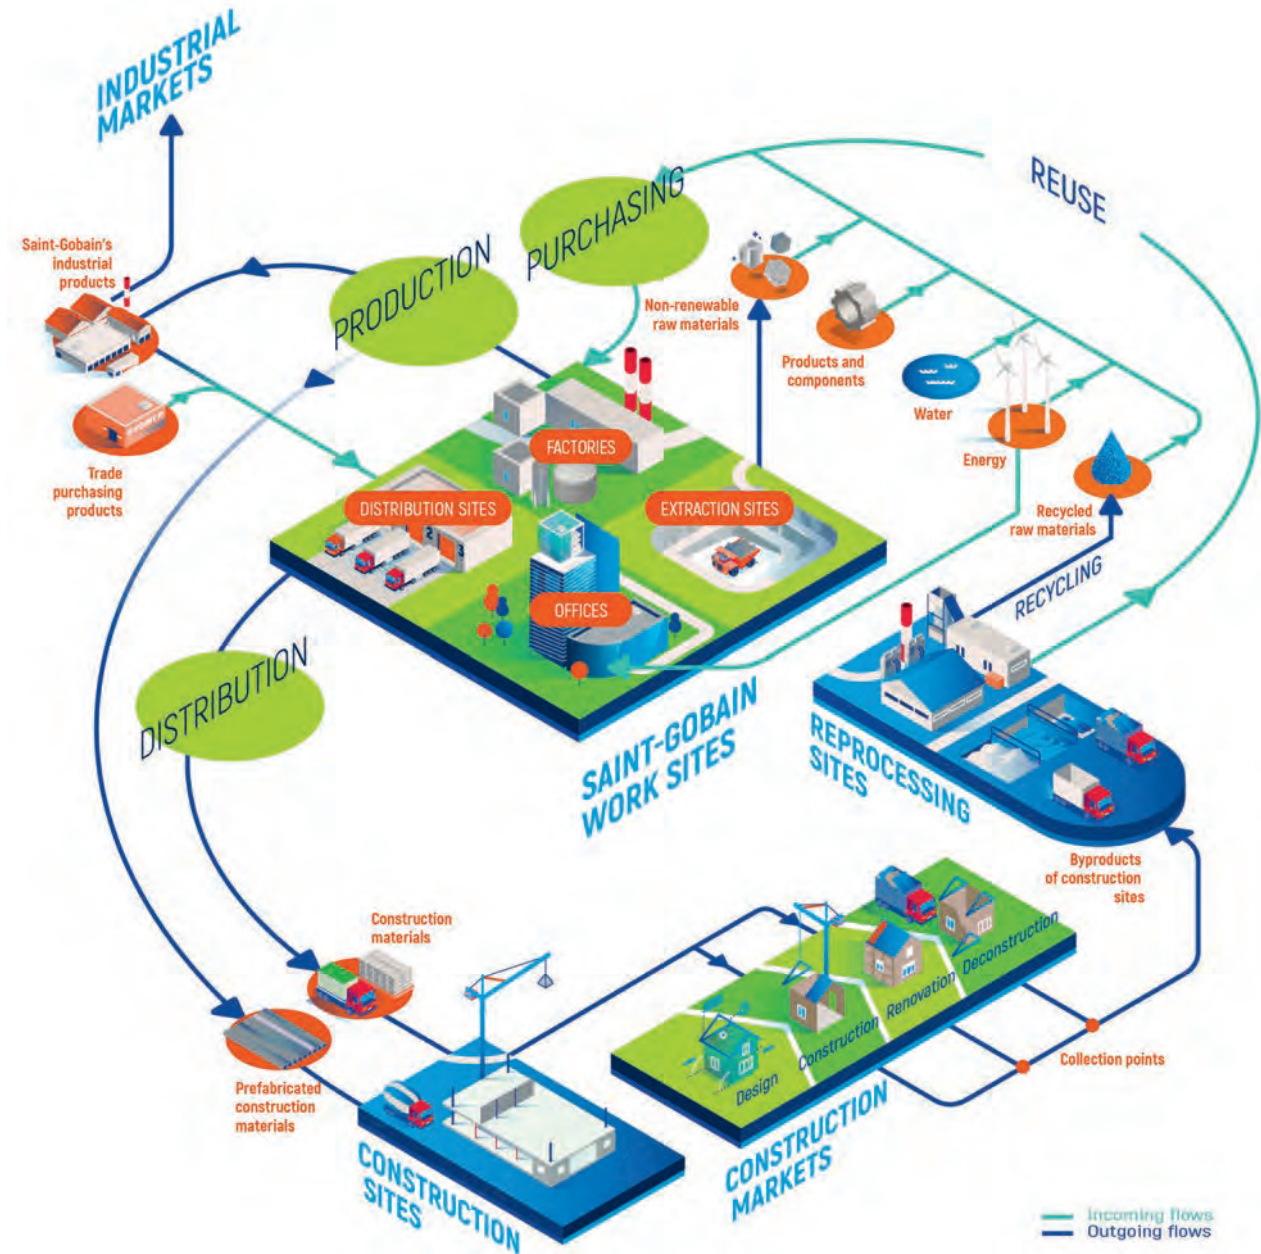 INDUSTRIAL
MARKETS
REUSE
PURCHASING
PRODUCTION
Saint-Gobain's
industrial
products
Non-renewable
raw materials
Products and
components
Water
Energy
Recycled
raw materials
Trade
purchasing
products
FACTORIES
DISTRIBUTION SITES
2
3
EXTRACTION SITES
OFFICES
RECYCLING
DISTRIBUTION
SAINT-GOBAIN
WORK SITES
REPROCESSING
SITES
Byproducts
of construction
sites
Construction
materials
Prefabricated
construction
materials
Design
Construction
Renovation
Deconstruction
Collection points
CONSTRUCTION
SITES
CONSTRUCTION
MARKETS
Incoming flows
Outgoing flows